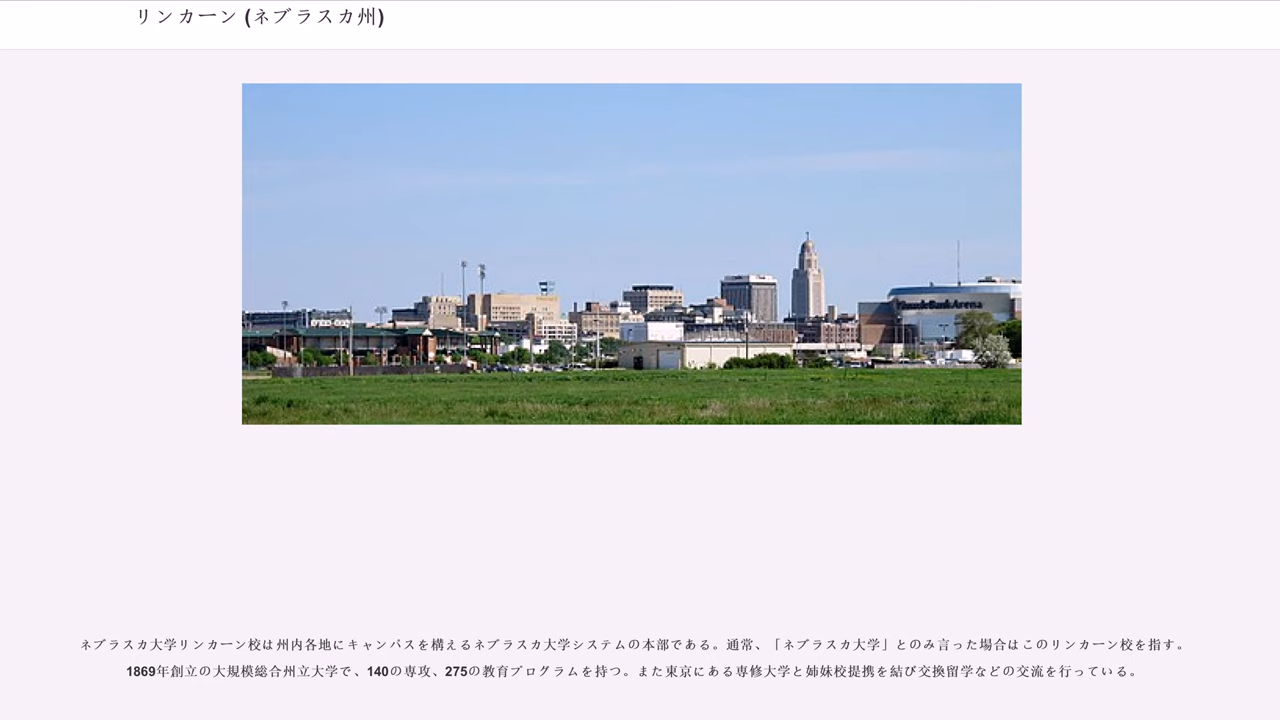 リンカーン (ネブラスカ州)
PinnacleBankArena
ネブラスカ大学リンカーン校は州内各地にキャンパスを構えるネブラスカ大学システムの本部である。通常、「ネブラスカ大学」とのみ言った場合はこのリンカーン校を指す。
1869年創立の大規模総合州立大学で、140の専攻、275の教育プログラムを持つ。また東京にある専修大学と姉妹校提携を結び交換留学などの交流を行っている。